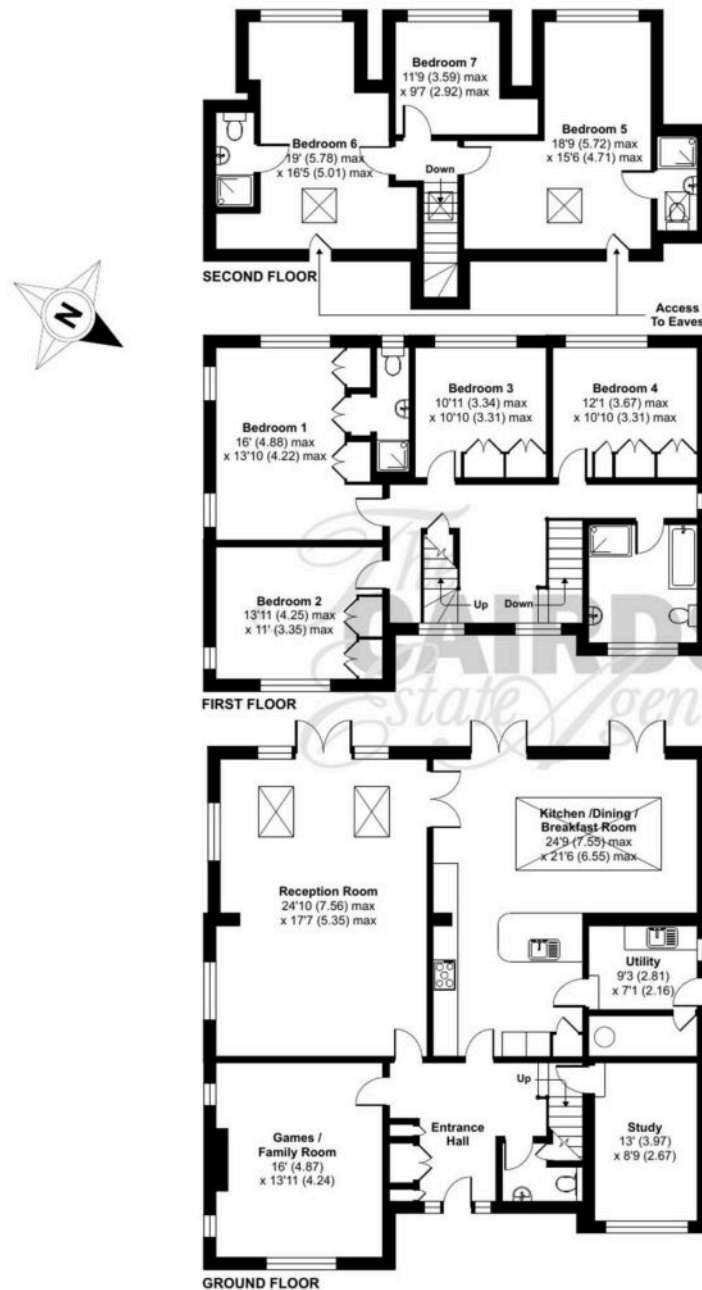 Bedroom 7
11'9 (3.59) max
x 9'7 (2.92) max
Bedroom 6
19' (5.78) max
x 16'5 (5.01) max
Bedroom 5
18'9 (5.72) max
x 15'6 (4.71) max
Down
SECOND FLOOR
Access
To Eaves
N
Bedroom 1
16' (4.88) max
x 13'10 (4.22) max
Bedroom 3
10'11 (3.34) max
x 10'10 (3.31) max
Bedroom 4
12'1 (3.67) max
x 10'10 (3.31) max
Bedroom 2
13'11 (4.25) max
x 11' (3.35) max
Up
Down
FIRST FLOOR
The
CAIRDS
Estate Agen
Kitchen /Dining /
Breakfast Room
24'9 (7.55) max
x 21'6 (6.55) max
Reception Room
24'10 (7.56) max
x 17'7 (5.35) max
Utility
9'3 (2.81)
x 7'1 (2.16)
Up
Entrance
Hall
Games /
Family Room
16' (4.87)
x 13'11 (4.24)
Study
13' (3.97)
x 8'9 (2.67)
GROUND FLOOR